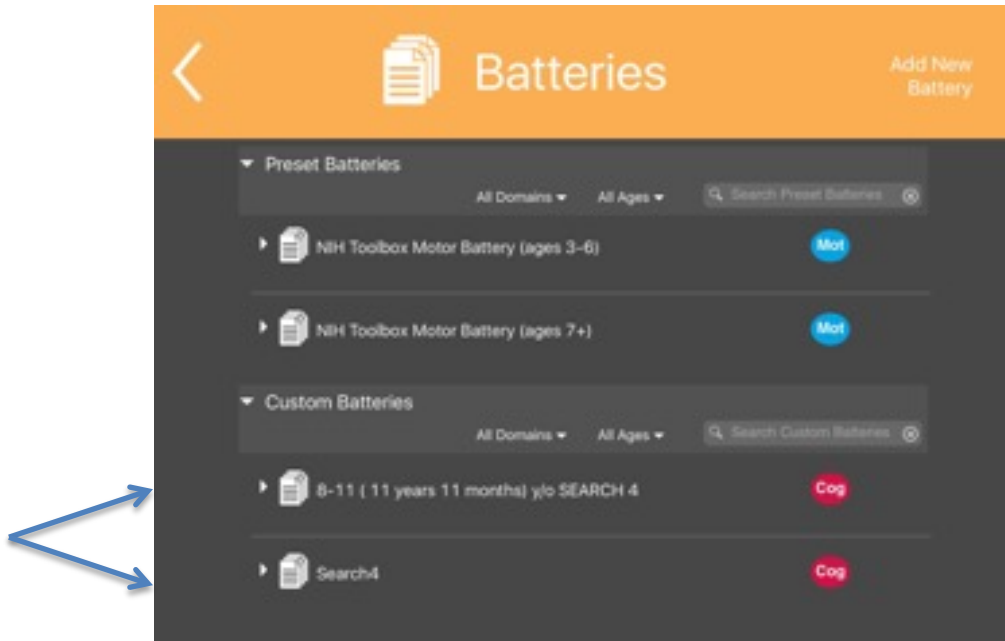 Batteries
Add New
Battery
Preset Batteries
All Domains All Ages Search Preset Batteries
NIH Toolbox Motor Battery (ages 3-6) Mot
NIH Toolbox Motor Battery (ages 7+) Mot
Custom Batteries
All Domains All Ages Search Custom Batteries
8-11 ( 11 years 11 months) y/o SEARCH 4 Cog
Search4 Cog